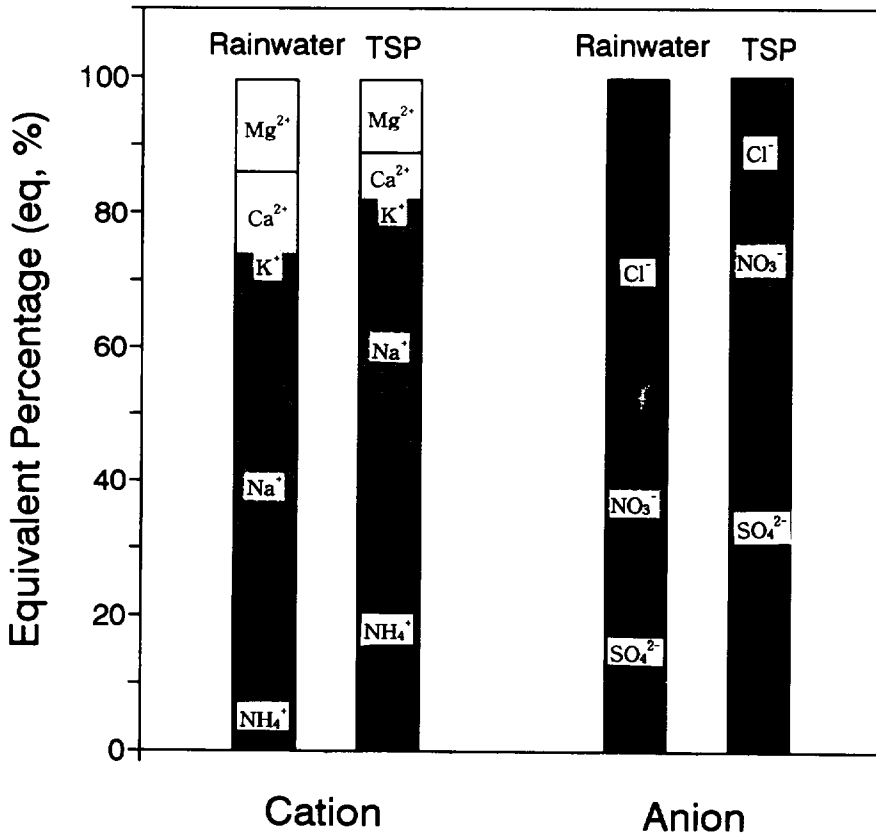 Equivalent Percentage (eq, %)
100
80
60
40
20
0
Rainwater TSP
Mg²⁺
Ca²⁺
K⁺
Na⁺
NH₄⁺
Mg²⁺
Ca²⁺
K⁺
Na⁺
NH₄⁺
Rainwater TSP
Cl⁻
NO₃⁻
SO₄²⁻
Cl⁻
NO₃⁻
SO₄²⁻
Cation
Anion